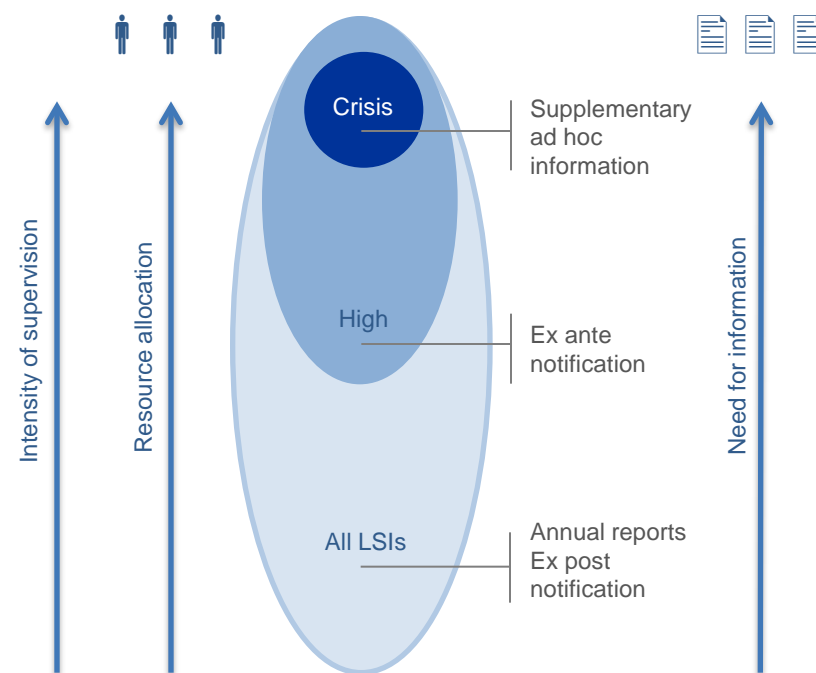 Crisis
Supplementary
ad hoc
information
Intensity of supervision
Resource allocation
Need for information
High
Ex ante
notification
All LSIs
Annual reports
Ex post
notification